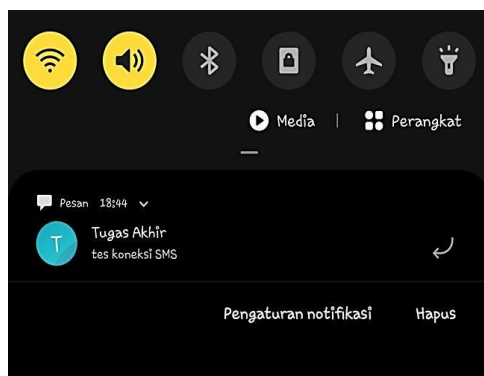 Media | Perangkat
Pesan 18:44
Tugas Akhir
T
tes koneksi SMS
Pengaturan notifikasi Hapus